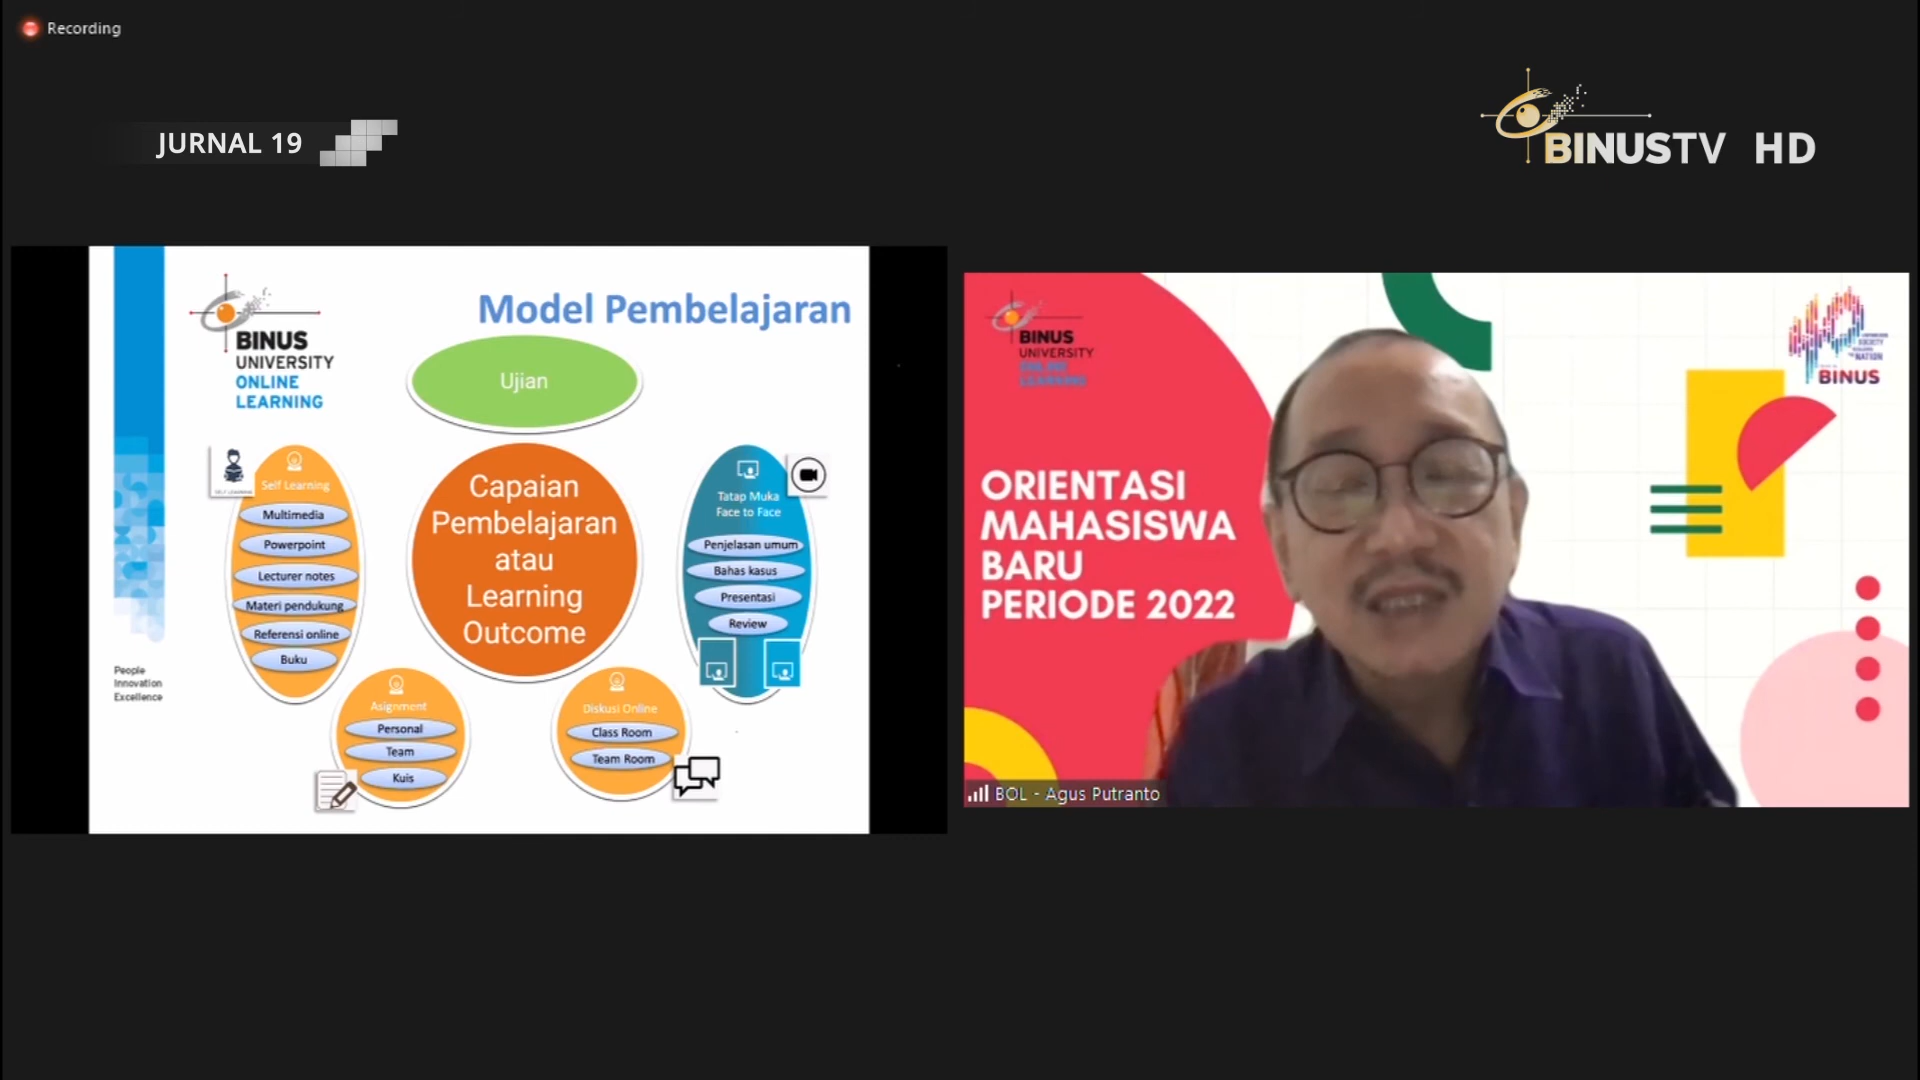 Recording
JURNAL 19
BINUSTV HD
Model Pembelajaran
BINUS
UNIVERSITY
ONLINE
LEARNING
Ujian
Self Learning
Multimedia
Powerpoint
Lecturer notes
Materi pendukung
Referensi online
Buku
Capaian
Pembelajaran
atau
Learning
Outcome
Tatap Muka
Face to Face
Penjelasan umum
Bahas kasus
Presentasi
Review
People
Innovation
Excellence
Asignment
Personal
Team
Kuis
Diskusi Online
Class Room
Team Room
BINUS
UNIVERSITY
ONLINE
LEARNING
BINUS
ORIENTASI
MAHASISWA
BARU
PERIODE 2022
BOL - Agus Putranto